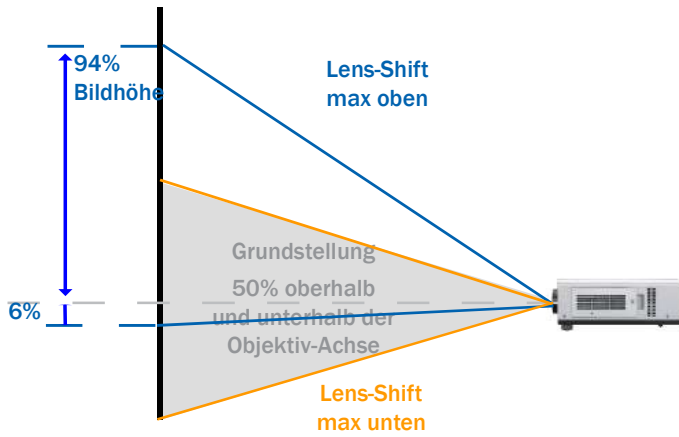 94%
Bildhöhe
Lens-Shift
max oben
Grundstellung
50% oberhalb
und unterhalb der
Objektiv-Achse
6%
Lens-Shift
max unten